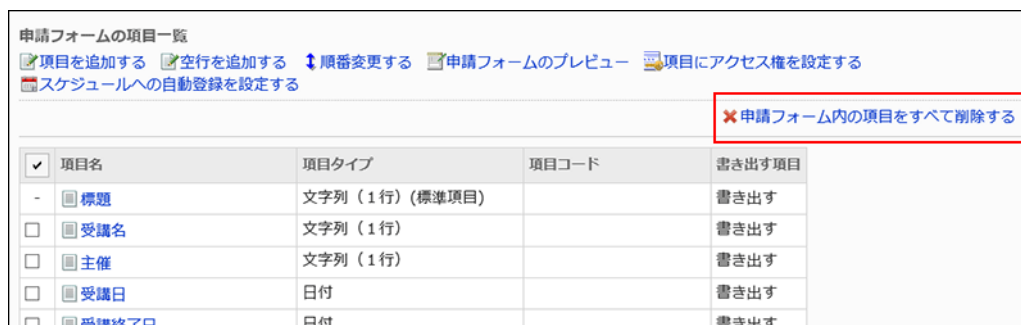 申請フォームの項目一覧
項目を追加する 空行を追加する 順番変更する 申請フォームのプレビュー 項目にアクセス権を設定する
スケジュールへの自動登録を設定する
申請フォーム内の項目をすべて削除する
項目名 項目タイプ 項目コード 書き出す項目
- 標題 文字列（1行）(標準項目) 書き出す
受講名 文字列（1行） 書き出す
主催 文字列（1行） 書き出す
受講日 日付 書き出す
受講終了日 日付 書き出す